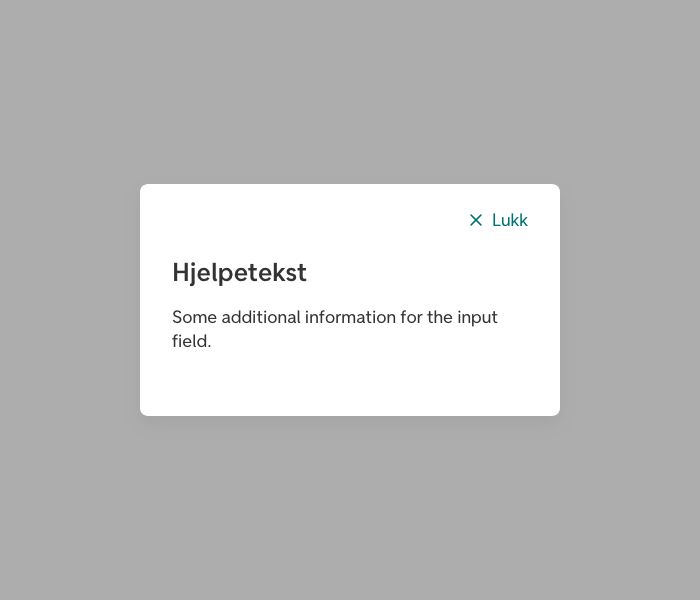 Lukk
Hjelpetekst
Some additional information for the input
field.